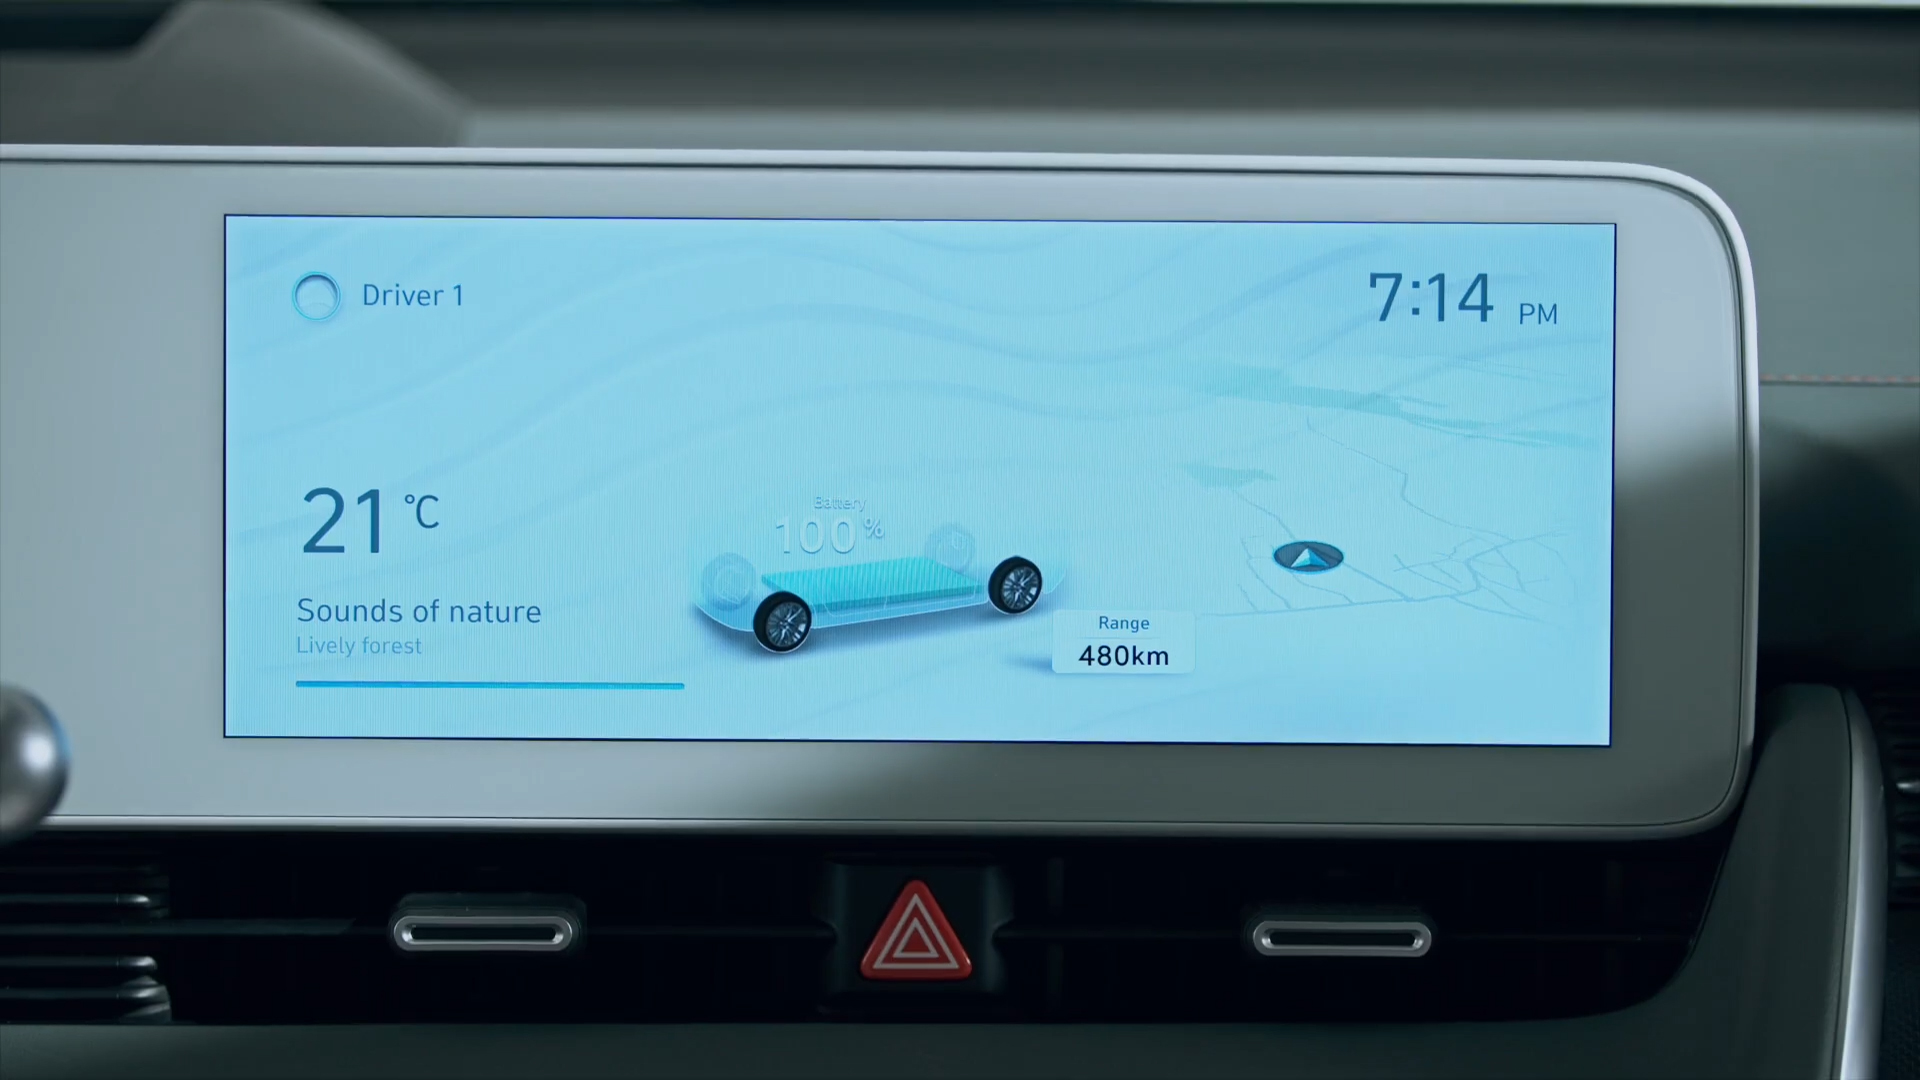 Driver 1
7:14 PM
21 °C
Battery
100%
Sounds of nature
Lively forest
Range
480km